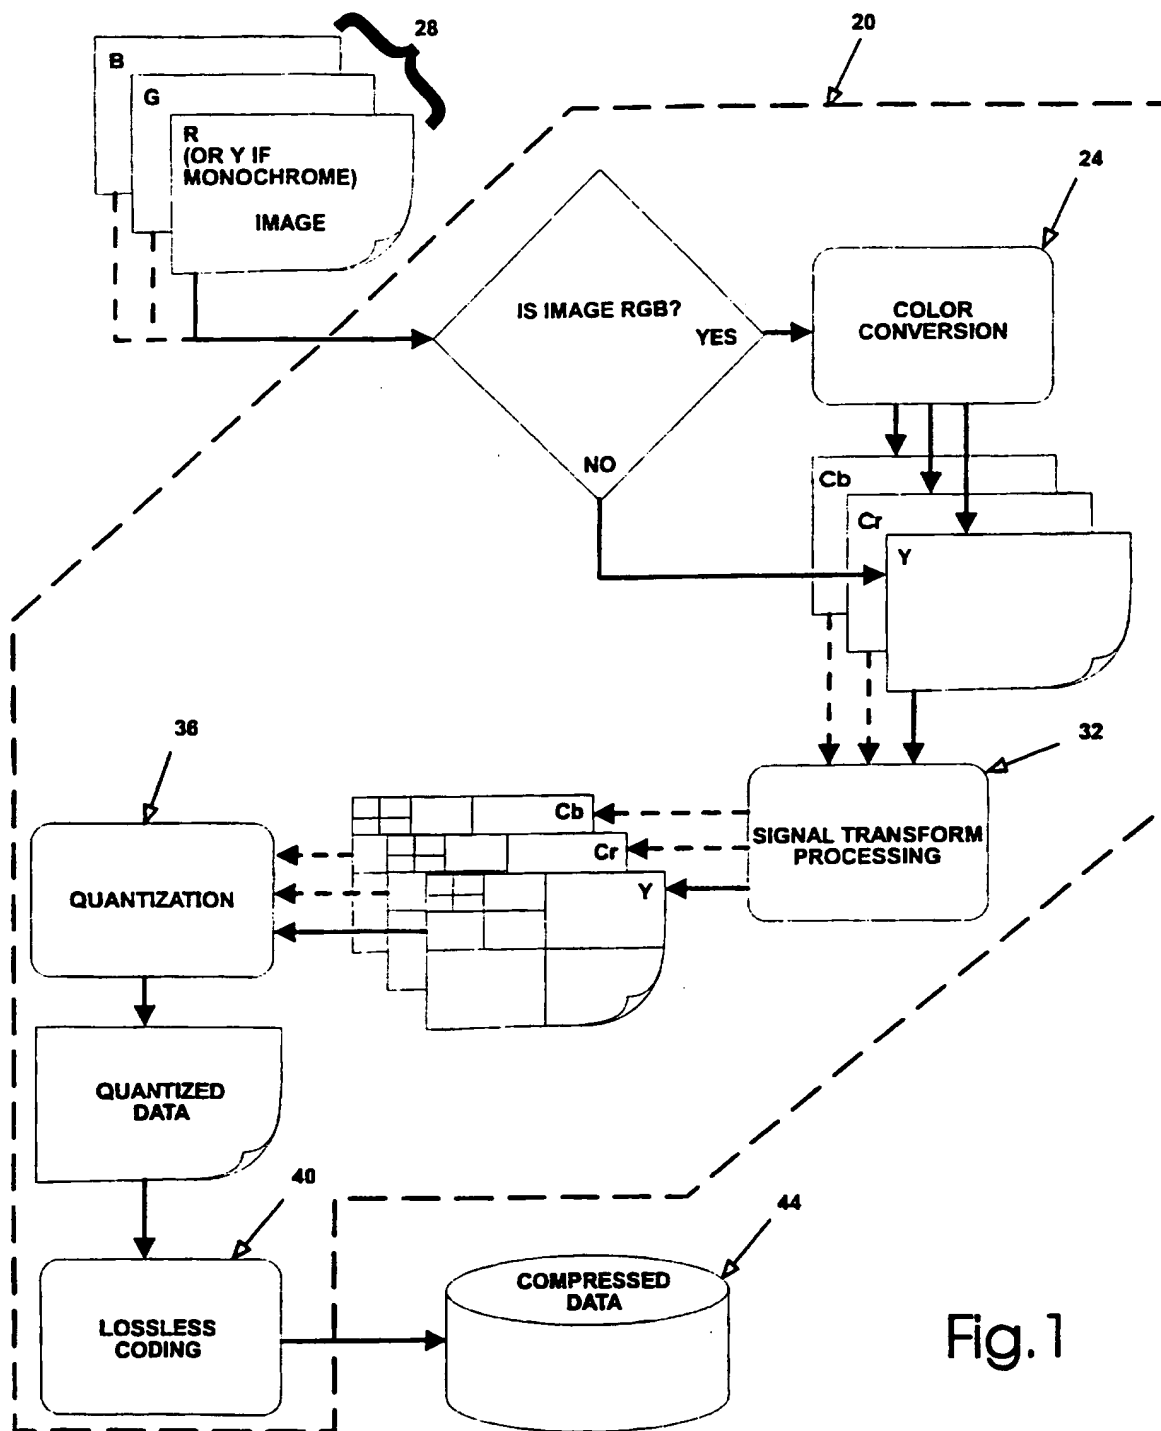 28
B
G
R
(OR Y IF
MONOCHROME)
IMAGE
20
24
IS IMAGE RGB?
YES
NO
COLOR
CONVERSION
Cb
Cr
Y
32
SIGNAL TRANSFORM
PROCESSING
Cb
Cr
Y
36
QUANTIZATION
QUANTIZED
DATA
40
LOSSLESS
CODING
44
COMPRESSED
DATA
Fig.1